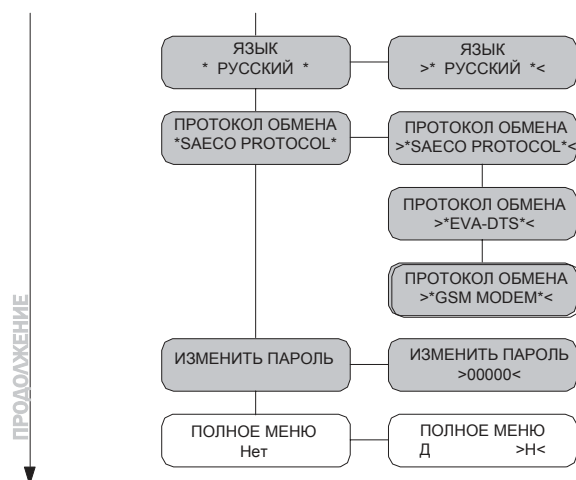 ЯЗЫК
* РУССКИЙ *
ЯЗЫК
>* РУССКИЙ *<
ПРОТОКОЛ ОБМЕНА
*SAECO PROTOCOL*
ПРОТОКОЛ ОБМЕНА
>*SAECO PROTOCOL*<
ПРОТОКОЛ ОБМЕНА
>*EVA-DTS*<
ПРОТОКОЛ ОБМЕНА
>*GSM MODEM*<
ИЗМЕНИТЬ ПАРОЛЬ
ИЗМЕНИТЬ ПАРОЛЬ
>00000<
ПОЛНОЕ МЕНЮ
Нет
ПОЛНОЕ МЕНЮ
Д >Н<
ПРОДОЛЖЕНИЕ